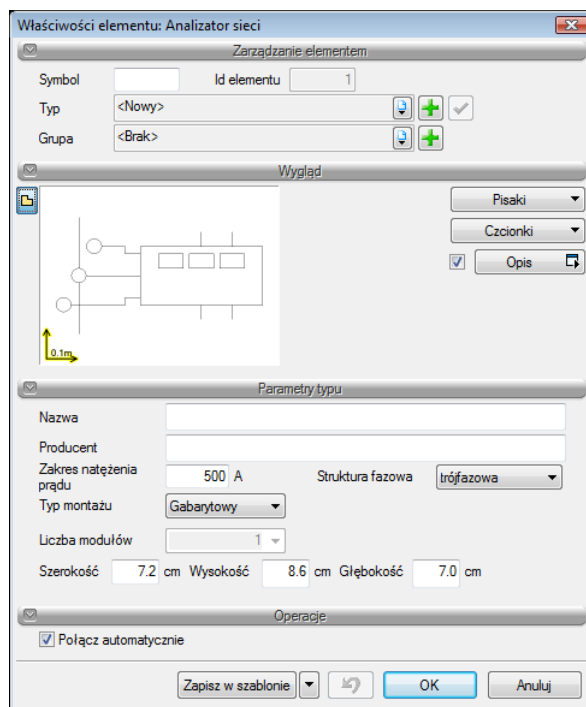 Właściwości elementu: Analizator sieci
Zarządzanie elementem
Symbol Id elementu 1
Typ <Nowy>
Grupa <Brak>
Wygląd
Pisaki
Czcionki
Opis
0.1m
Parametry typu
Nazwa
Producent
Zakres natężenia prądu 500 A Struktura fazowa trójfazowa
Typ montażu Gabarytowy
Liczba modułów 1
Szerokość 7.2 cm Wysokość 8.6 cm Głębokość 7.0 cm
Operacje
Połącz automatycznie
Zapisz w szablonie OK Anuluj